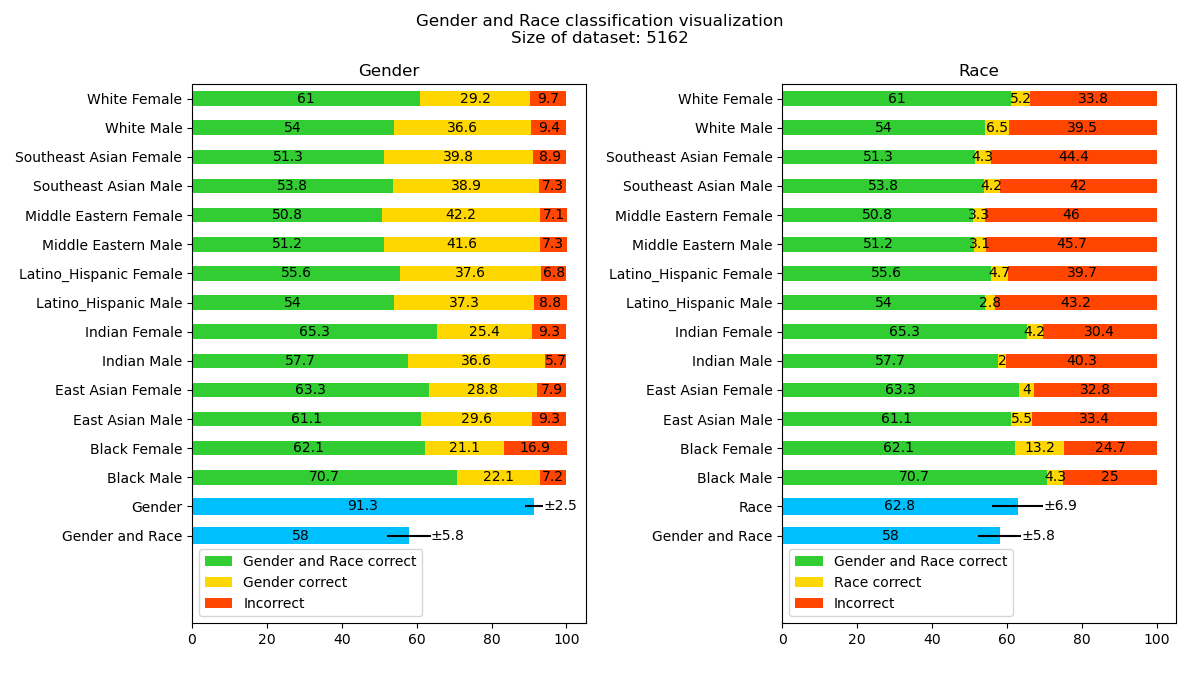 Gender and Race classification visualization
Size of dataset: 5162
Gender
White Female 61 29.2 9.7
White Male 54 36.6 9.4
Southeast Asian Female 51.3 39.8 8.9
Southeast Asian Male 53.8 38.9 7.3
Middle Eastern Female 50.8 42.2 7.1
Middle Eastern Male 51.2 41.6 7.3
Latino_Hispanic Female 55.6 37.6 6.8
Latino_Hispanic Male 54 37.3 8.8
Indian Female 65.3 25.4 9.3
Indian Male 57.7 36.6 5.7
East Asian Female 63.3 28.8 7.9
East Asian Male 61.1 29.6 9.3
Black Female 62.1 21.1 16.9
Black Male 70.7 22.1 7.2
Gender 91.3 ±2.5
Gender and Race 58 ±5.8
Gender and Race correct
Gender correct
Incorrect
0 20 40 60 80 100
Race
White Female 61 5.2 33.8
White Male 54 6.5 39.5
Southeast Asian Female 51.3 4.3 44.4
Southeast Asian Male 53.8 4.2 42
Middle Eastern Female 50.8 3.3 46
Middle Eastern Male 51.2 3.1 45.7
Latino_Hispanic Female 55.6 4.7 39.7
Latino_Hispanic Male 54 2.8 43.2
Indian Female 65.3 4.2 30.4
Indian Male 57.7 2 40.3
East Asian Female 63.3 4 32.8
East Asian Male 61.1 5.5 33.4
Black Female 62.1 13.2 24.7
Black Male 70.7 4.3 25
Race 62.8 ±6.9
Gender and Race 58 ±5.8
Gender and Race correct
Race correct
Incorrect
0 20 40 60 80 100